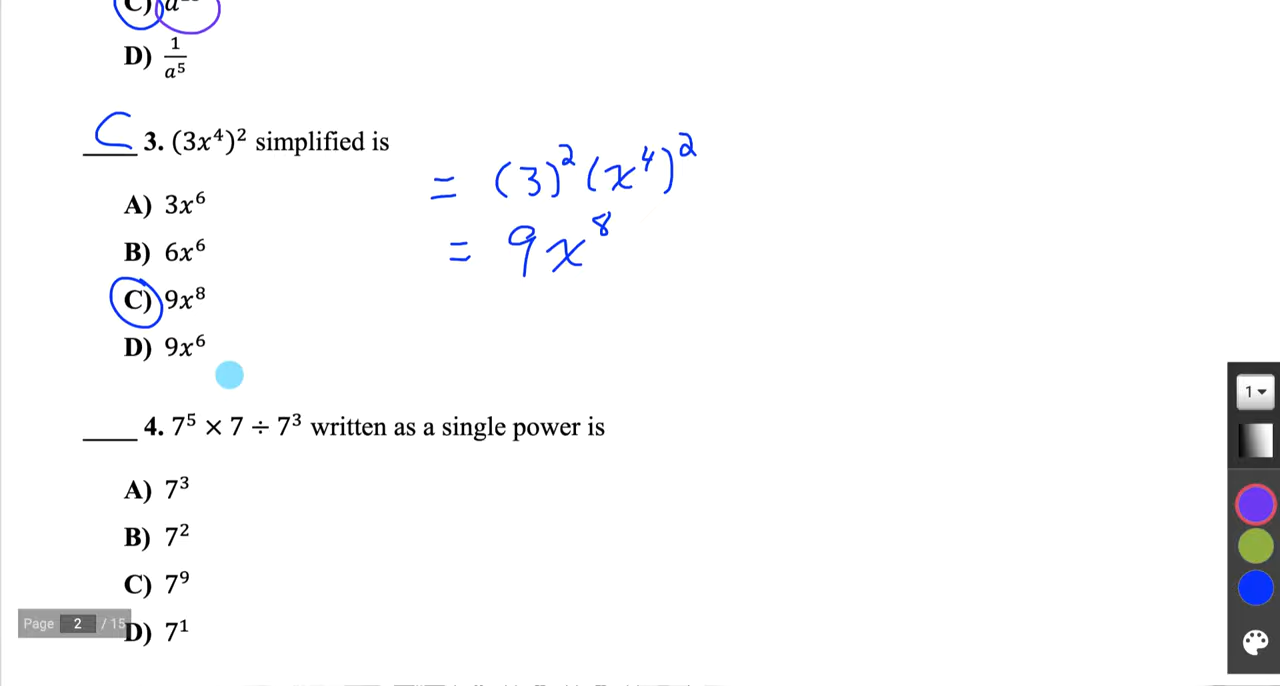 C)
D) 1/a⁵
C 3. (3x⁴)² simplified is
= (3)² (x⁴)²
A) 3x⁶
= 9x⁸
B) 6x⁶
C) 9x⁸
D) 9x⁶
1
4. 7⁵ × 7 ÷ 7³ written as a single power is
A) 7³
B) 7²
C) 7⁹
Page 2 / 15
D) 7¹